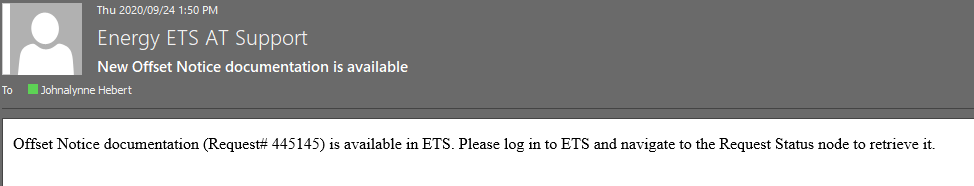 Thu 2020/09/24 1:50 PM
Energy ETS AT Support
New Offset Notice documentation is available
To Johnalynne Hebert
Offset Notice documentation (Request# 445145) is available in ETS. Please log in to ETS and navigate to the Request Status node to retrieve it.